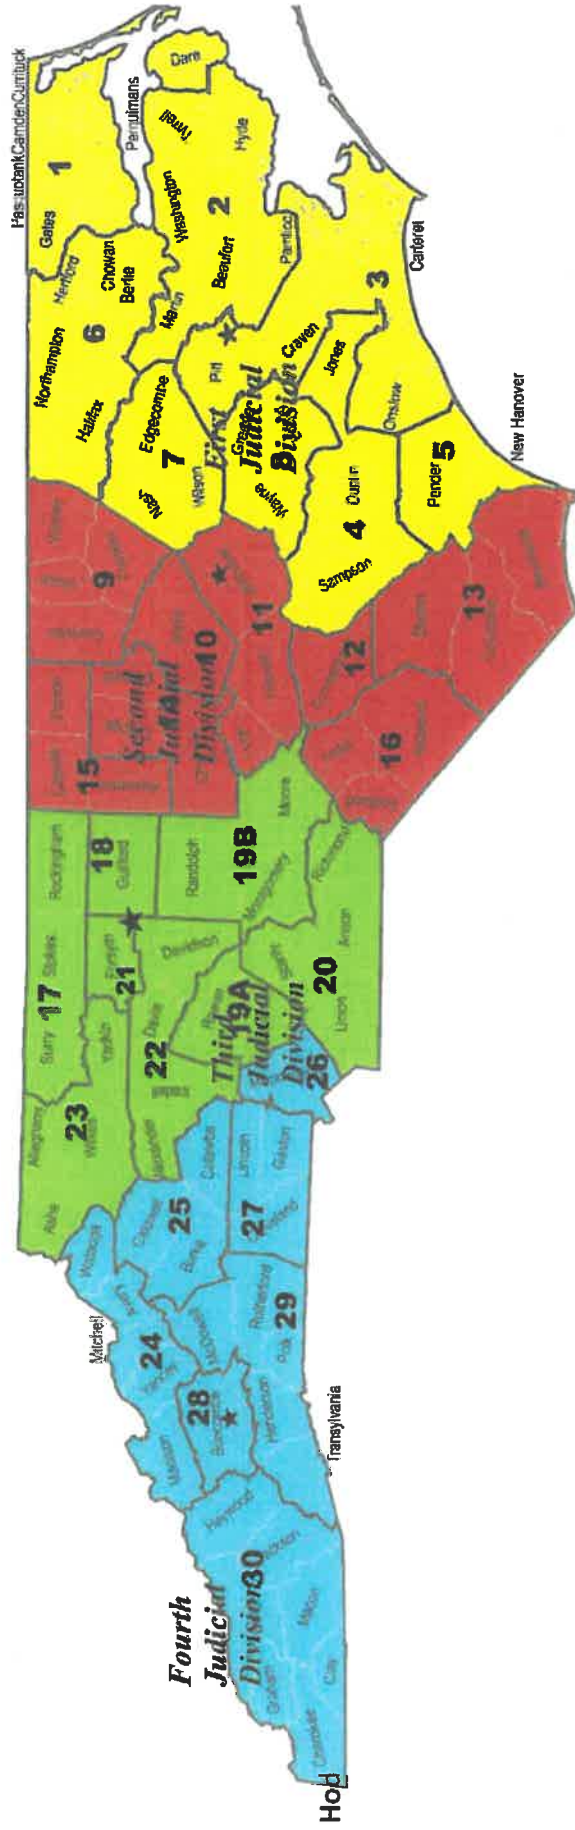 Fourth
Judicial
Division
30
Hod
Cherokee
Graham
Clay
Macon
Jackson
Haywood
Transylvania
Henderson
Madison
Buncombe
28
24
Yancey
Mitchell
Avery
Watauga
McDowell
Rutherford
Polk
29
25
Caldwell
Burke
Catawba
27
Lincoln
Gaston
26
Ashe
Alleghany
23
Wilkes
Surry
17
Stokes
Rockingham
Yadkin
Forsyth
21
Alexander
Iredell
22
Davie
Davidson
Third
Judicial
Division
19A
18
Guilford
Randolph
19B
Montgomery
Moore
Richmond
20
Union
Anson
Second
Judicial
Division
15
9
10
11
12
13
16
Person
First
Judicial
Division
Northampton
Halifax
6
Hertford
Bertie
Chowan
Gates
1
Pasquotank
Camden
Currituck
Perquimans
Dare
Tyrrell
Washington
Hyde
2
Beaufort
Martin
Pamlico
Edgecombe
Nash
7
Wilson
Pitt
Greene
Wayne
Craven
3
Jones
Carteret
Onslow
Duplin
4
Sampson
Pender
5
New Hanover